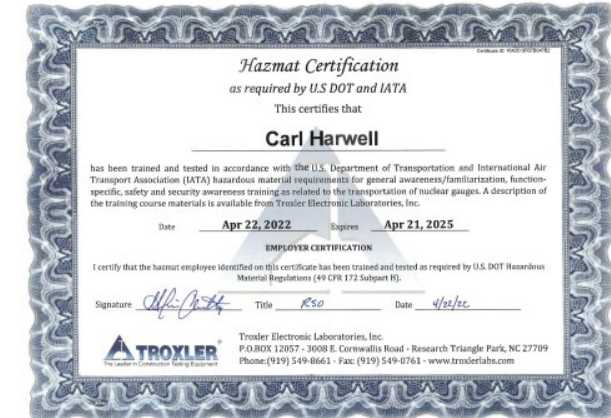 Hazmat Certification
as required by U.S DOT and IATA
This certifies that
Carl Harwell
has been trained and tested in accordance with the U.S. Department of Transportation and International Air
Transport Association (IATA) hazardous material requirements for general awareness/familiarization, function-
specific, safety and security awareness training as related to the transportation of nuclear gauges. A description of
the training course materials is available from Troxler Electronic Laboratories, Inc.
Date Apr 22, 2022 Expires Apr 21, 2025
EMPLOYER CERTIFICATION
I certify that the hazmat employee identified on this certificate has been trained and tested as required by U.S. DOT Hazardous
Material Regulations (49 CFR 172 Subpart H).
Signature Title RSO Date 4/22/22
TROXLER
The Leader in Construction Testing Equipment
Troxler Electronic Laboratories, Inc.
P.O.BOX 12057 - 3008 E. Cornwallis Road - Research Triangle Park, NC 27709
Phone:(919) 549-8661 - Fax: (919) 549-0761 - www.troxlerlabs.com